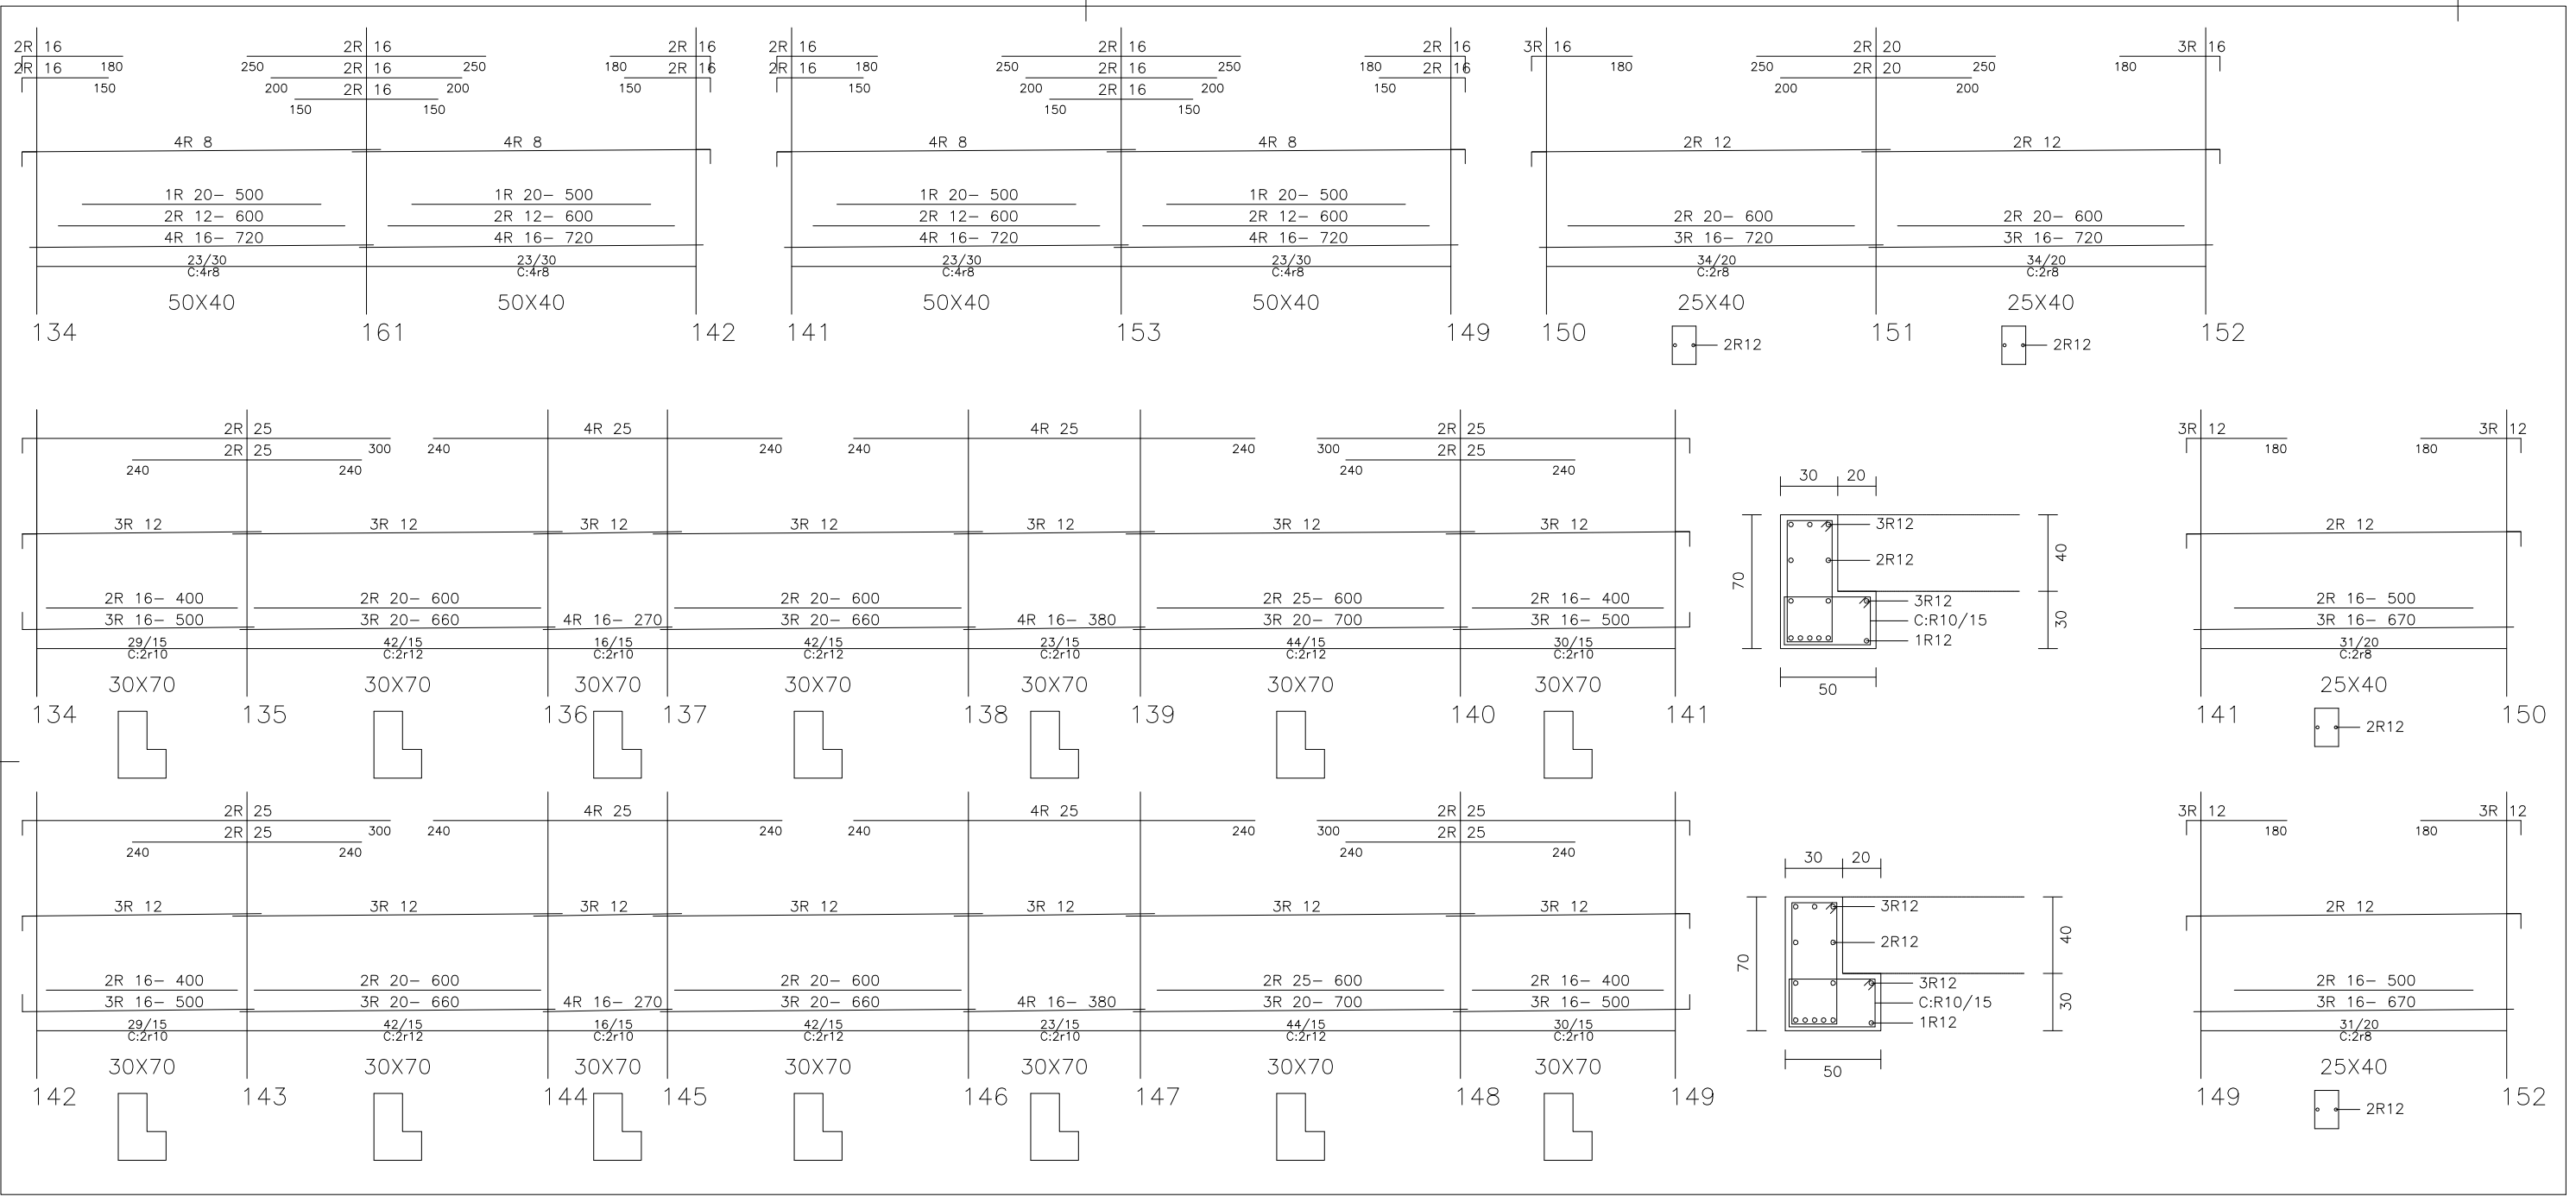 2R 16 2R 16 2R 16 2R 16 2R 16 2R 16 3R 16 2R 20 3R 16
180 250 250 180 180 250 250 180 180 250 250 180
2R 16 2R 16 2R 16 2R 16 2R 16 2R 16 2R 20
150 200 200 150 150 200 200 150 200 200
2R 16 2R 16
150 150 150 150
4R 8 4R 8 4R 8 4R 8 2R 12 2R 12
1R 20- 500 1R 20- 500 1R 20- 500 1R 20- 500
2R 12- 600 2R 12- 600 2R 12- 600 2R 12- 600 2R 20- 600 2R 20- 600
4R 16- 720 4R 16- 720 4R 16- 720 4R 16- 720 3R 16- 720 3R 16- 720
23/30 23/30 23/30 23/30 34/20 34/20
C:4r8 C:4r8 C:4r8 C:4r8 C:2r8 C:2r8
50X40 50X40 50X40 50X40 25X40 25X40
134 161 142 141 153 149 150 151 152
2R12 2R12
2R 25 4R 25 4R 25 2R 25 3R 12 3R 12
300 240 240 240 240 300 180 180
2R 25 2R 25
240 240 240 240
30 20
3R 12 3R 12 3R 12 3R 12 3R 12 3R 12 3R 12 3R12 2R 12
2R12
70 40
2R 16- 400 2R 20- 600 2R 20- 600 2R 25- 600 2R 16- 400 3R12 2R 16- 500
3R 16- 500 3R 20- 660 4R 16- 270 3R 20- 660 4R 16- 380 3R 20- 700 3R 16- 500 C:R10/15 30 3R 16- 670
29/15 42/15 16/15 42/15 23/15 44/15 30/15 1R12 31/20
C:2r10 C:2r12 C:2r10 C:2r12 C:2r10 C:2r12 C:2r10 C:2r8
30X70 30X70 30X70 30X70 30X70 30X70 30X70 50 25X40
134 135 136 137 138 139 140 141 141 150
2R12
2R 25 4R 25 4R 25 2R 25 3R 12 3R 12
300 240 240 240 240 300 180 180
2R 25 2R 25
240 240 240 240
30 20
3R 12 3R 12 3R 12 3R 12 3R 12 3R 12 3R 12 3R12 2R 12
2R12
70 40
2R 16- 400 2R 20- 600 2R 20- 600 2R 25- 600 2R 16- 400 3R12 2R 16- 500
3R 16- 500 3R 20- 660 4R 16- 270 3R 20- 660 4R 16- 380 3R 20- 700 3R 16- 500 C:R10/15 30 3R 16- 670
29/15 42/15 16/15 42/15 23/15 44/15 30/15 1R12 31/20
C:2r10 C:2r12 C:2r10 C:2r12 C:2r10 C:2r12 C:2r10 C:2r8
30X70 30X70 30X70 30X70 30X70 30X70 30X70 50 25X40
142 143 144 145 146 147 148 149 149 152
2R12